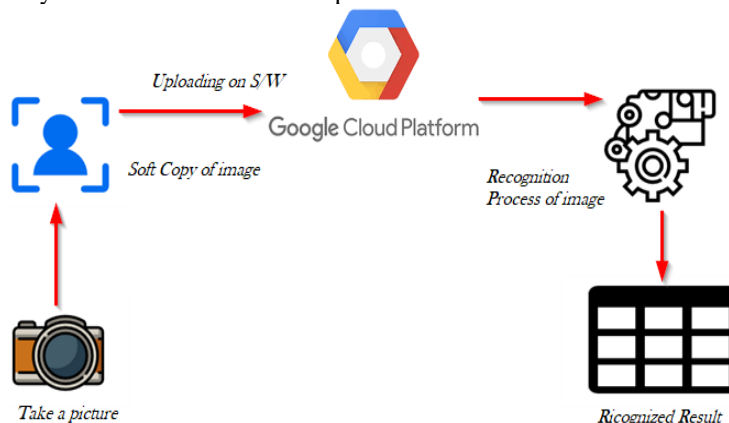 Uploading on S/W
Google Cloud Platform
Soft Copy of image
Recognition
Process of image
Take a picture
Ricognized Result